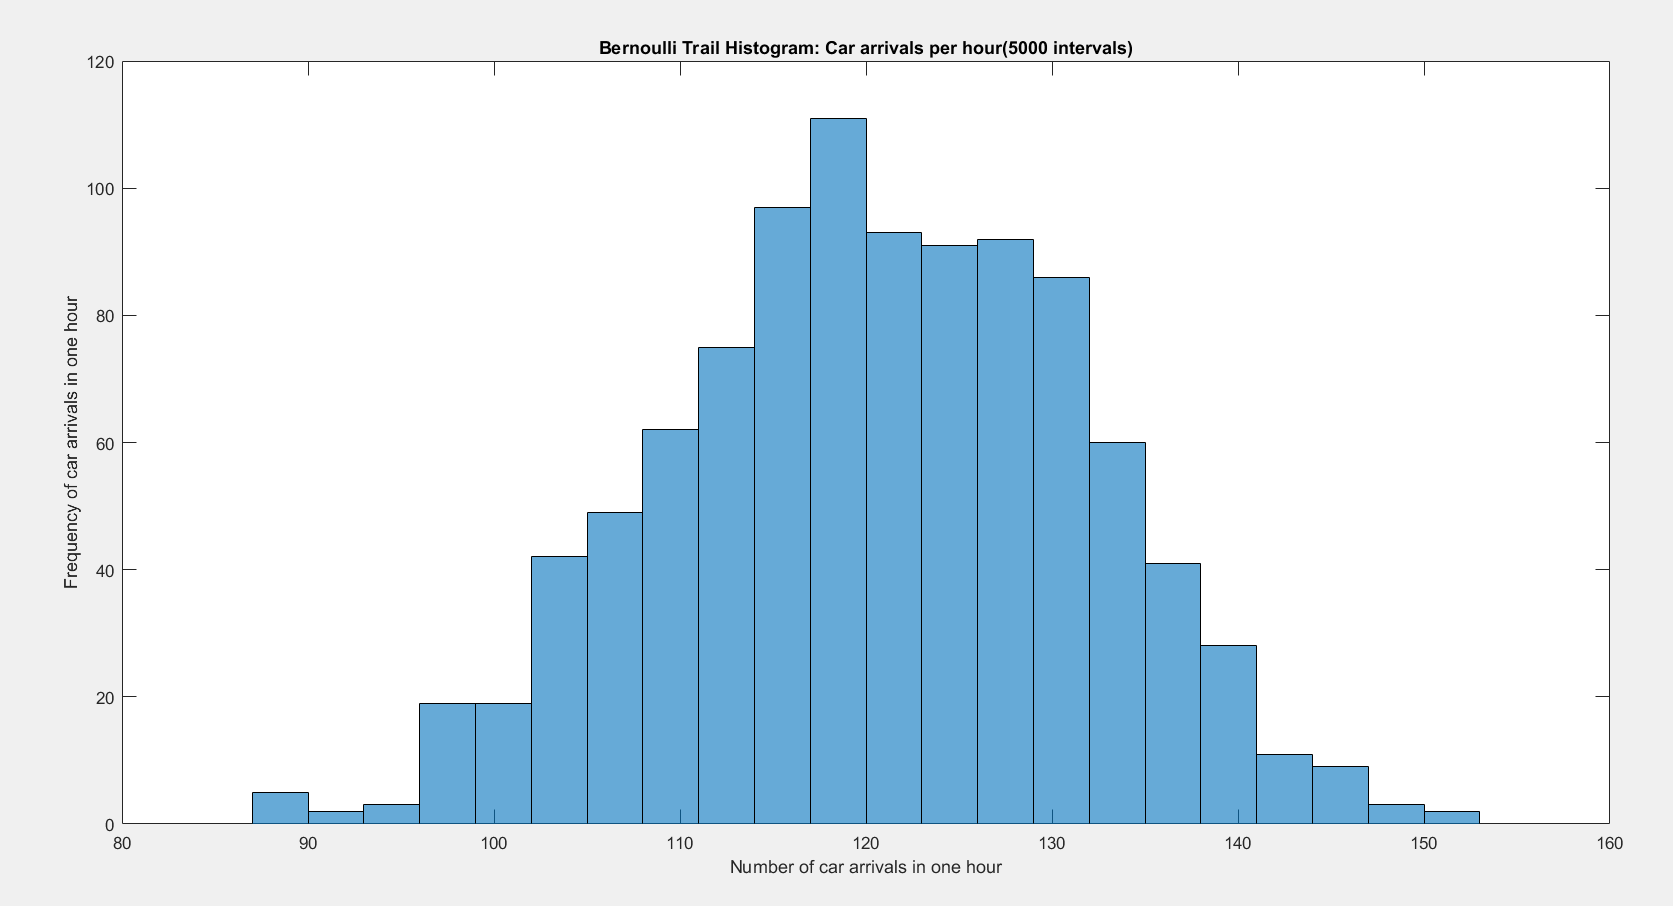 Bernoulli Trail Histogram: Car arrivals per hour(5000 intervals)
120
100
80
60
40
20
0
Frequency of car arrivals in one hour
80 90 100 110 120 130 140 150 160
Number of car arrivals in one hour